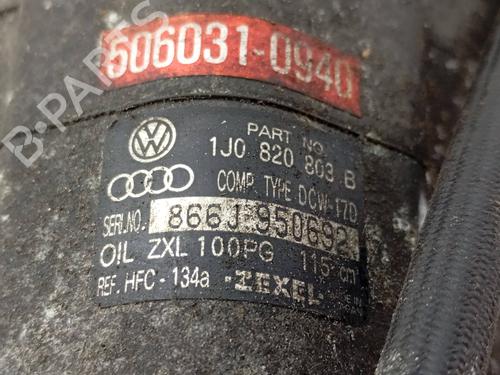 606031-0940
PART NO.
1J0 820 803 B
COMP. TYPE DCW-17D
SERI.NO. 866J 950692
OIL ZXL 100PG 115 cm
REF. HFC - 134a -ZEXEL-
B-PARTS